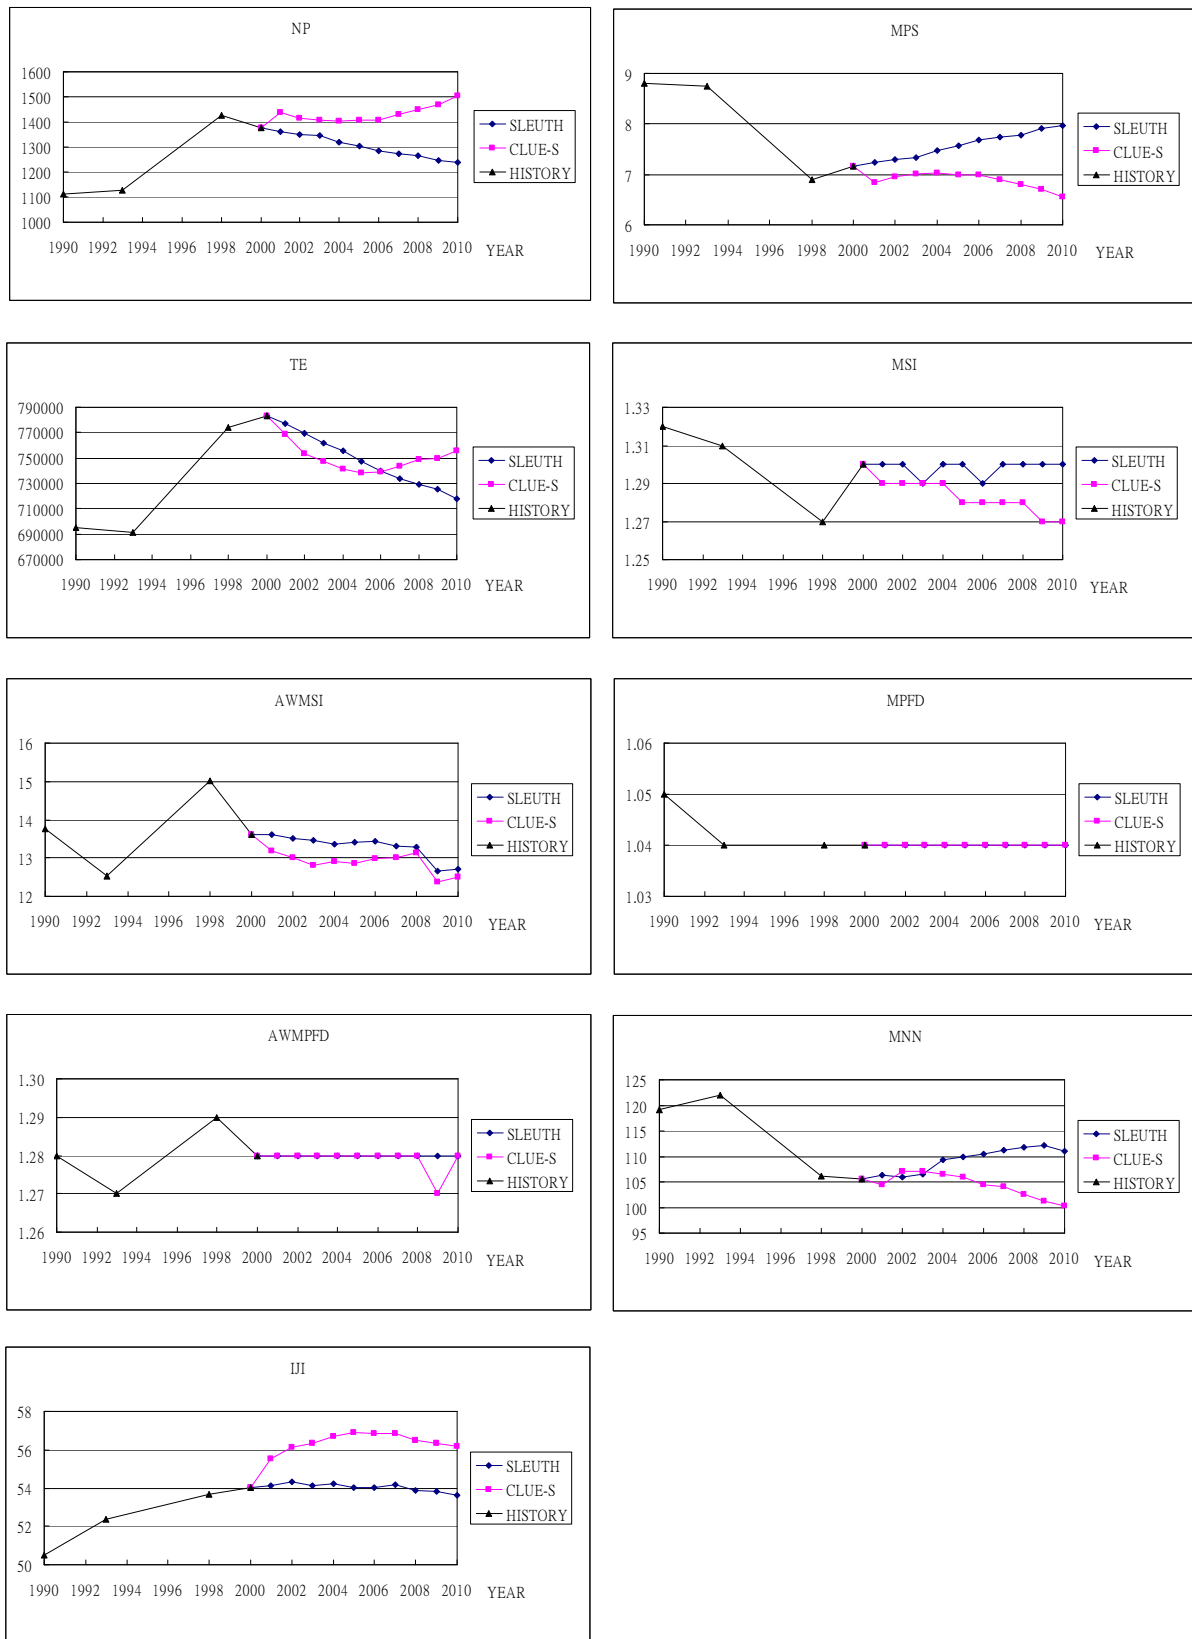 NP
1600
1500
1400
1300
1200
1100
1000
1990 1992 1994 1996 1998 2000 2002 2004 2006 2008 2010 YEAR
SLEUTH
CLUE-S
HISTORY
MPS
9
8
7
6
1990 1992 1994 1996 1998 2000 2002 2004 2006 2008 2010 YEAR
SLEUTH
CLUE-S
HISTORY
TE
790000
770000
750000
730000
710000
690000
670000
1990 1992 1994 1996 1998 2000 2002 2004 2006 2008 2010 YEAR
SLEUTH
CLUE-S
HISTORY
MSI
1.33
1.31
1.29
1.27
1.25
1990 1992 1994 1996 1998 2000 2002 2004 2006 2008 2010 YEAR
SLEUTH
CLUE-S
HISTORY
AWMSI
16
15
14
13
12
1990 1992 1994 1996 1998 2000 2002 2004 2006 2008 2010 YEAR
SLEUTH
CLUE-S
HISTORY
MPFD
1.06
1.05
1.04
1.03
1990 1992 1994 1996 1998 2000 2002 2004 2006 2008 2010 YEAR
SLEUTH
CLUE-S
HISTORY
AWMPFD
1.30
1.29
1.28
1.27
1.26
1990 1992 1994 1996 1998 2000 2002 2004 2006 2008 2010 YEAR
SLEUTH
CLUE-S
HISTORY
MNN
125
120
115
110
105
100
95
1990 1992 1994 1996 1998 2000 2002 2004 2006 2008 2010 YEAR
SLEUTH
CLUE-S
HISTORY
IJI
58
56
54
52
50
1990 1992 1994 1996 1998 2000 2002 2004 2006 2008 2010 YEAR
SLEUTH
CLUE-S
HISTORY